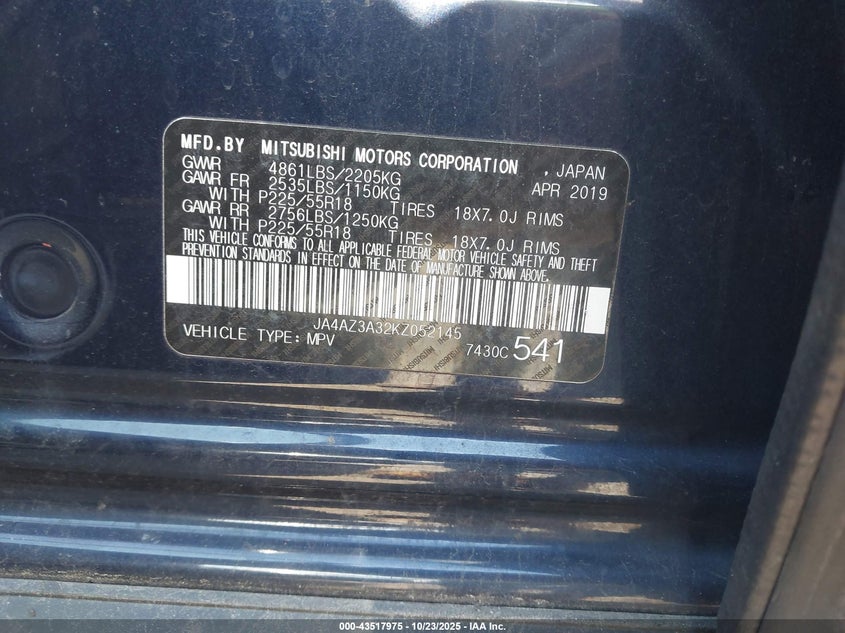 MFD.BY MITSUBISHI MOTORS CORPORATION , JAPAN
GVWR 4861LBS/2205KG APR 2019
GAWR FR 2535LBS/1150KG
WITH P225/55R18 TIRES 18X7.0J RIMS
GAWR RR 2756LBS/1250KG
WITH P225/55R18 TIRES 18X7.0J RIMS
THIS VEHICLE CONFORMS TO ALL APPLICABLE FEDERAL MOTOR VEHICLE SAFETY AND THEFT
PREVENTION STANDARDS IN EFFECT ON THE DATE OF MANUFACTURE SHOWN ABOVE.
JA4AZ3A32KZ052145
VEHICLE TYPE: MPV 7430C 541
000-43517975 - 10/23/2025 - IAA Inc.